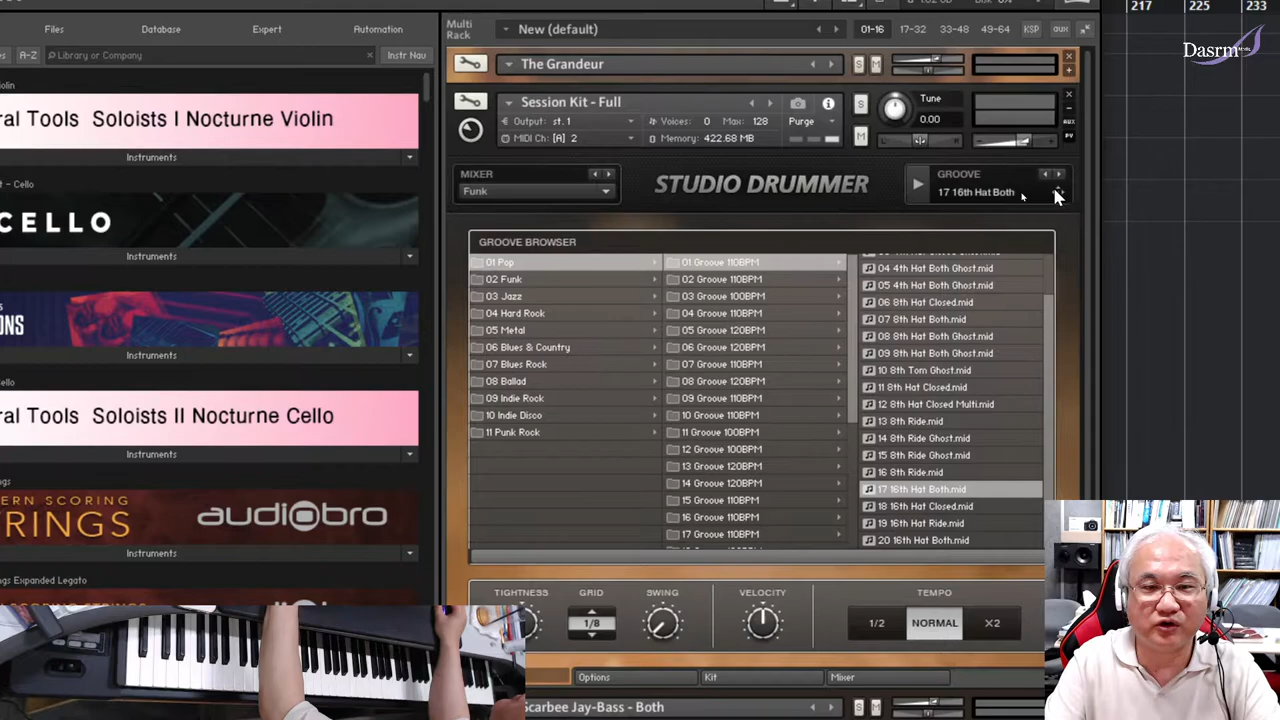 217 225 233
Files Database Expert Automation
Multi
Rack
New (default)
01-16 17-32 33-48 49-64 KSP aux
Dasrm Media
A-Z Library or Company Instr Nav
The Grandeur
S M
ral Tools Soloists I Nocturne Violin
Instruments
Session Kit - Full
Tune
0.00
Output: st. 1 Voices: 0 Max: 128 Purge
MIDI Ch: [A] 2 Memory: 422.68 MB
S
M
aux
PV
MIXER
Funk
STUDIO DRUMMER
GROOVE
17 16th Hat Both
- Cello
CELLO
Instruments
GROOVE BROWSER
01 Pop
02 Funk
03 Jazz
04 Hard Rock
05 Metal
06 Blues & Country
07 Blues Rock
08 Ballad
09 Indie Rock
10 Indie Disco
11 Punk Rock
01 Groove 110BPM
02 Groove 110BPM
03 Groove 100BPM
04 Groove 110BPM
05 Groove 120BPM
06 Groove 120BPM
07 Groove 110BPM
08 Groove 120BPM
09 Groove 110BPM
10 Groove 110BPM
11 Groove 100BPM
12 Groove 100BPM
13 Groove 120BPM
14 Groove 120BPM
15 Groove 110BPM
16 Groove 110BPM
17 Groove 110BPM
04 4th Hat Both Ghost.mid
05 4th Hat Both Ghost.mid
06 8th Hat Closed.mid
07 8th Hat Both.mid
08 8th Hat Both Ghost.mid
09 8th Hat Both Ghost.mid
10 8th Tom Ghost.mid
11 8th Hat Closed.mid
12 8th Hat Closed Multi.mid
13 8th Ride.mid
14 8th Ride Ghost.mid
15 8th Ride Ghost.mid
16 8th Ride.mid
17 16th Hat Both.mid
18 16th Hat Closed.mid
19 16th Hat Ride.mid
20 16th Hat Both.mid
ONS
Instruments
ral Tools Soloists II Nocturne Cello
Instruments
ERN SCORING
TRINGS
audiobro
Instruments
ngs Expanded Legato
TIGHTNESS GRID SWING VELOCITY TEMPO
1/8 1/2 NORMAL X2
Options Kit Mixer
Scarbee Jay-Bass - Both
S M